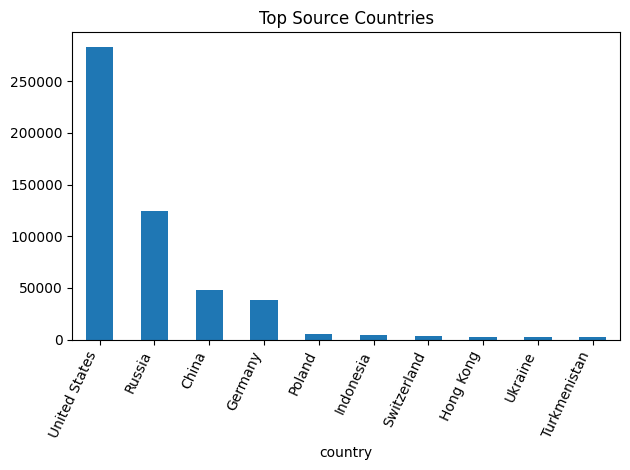 Top Source Countries
250000
200000
150000
100000
50000
0
United States
Russia
China
Germany
Poland
Indonesia
Switzerland
Hong Kong
Ukraine
Turkmenistan
country